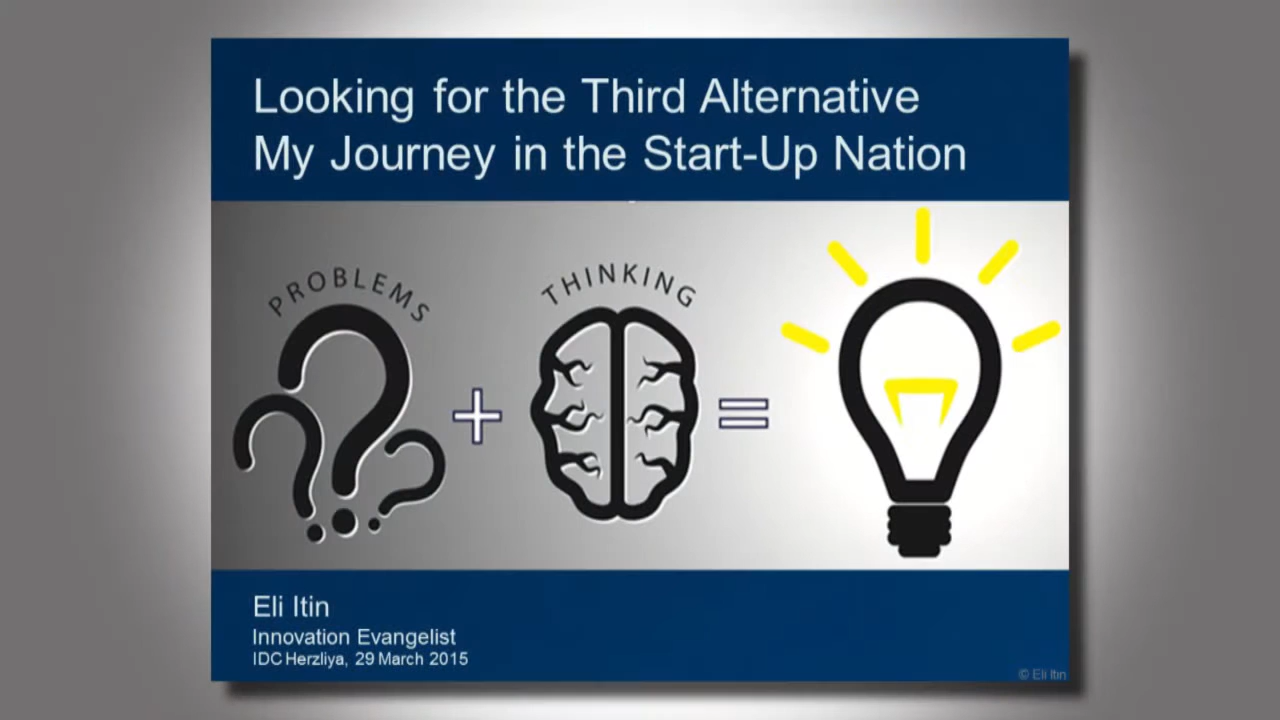 Looking for the Third Alternative
My Journey in the Start-Up Nation
PROBLEMS
THINKING
+
=
Eli Itin
Innovation Evangelist
IDC Herzliya, 29 March 2015
© Eli Itin